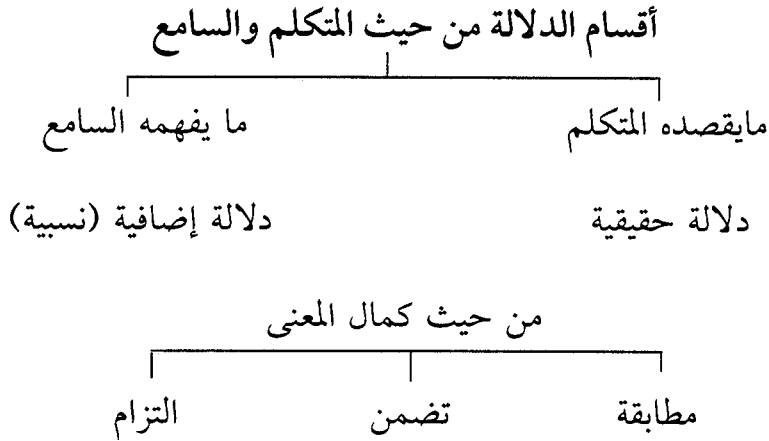 أقسام الدلالة من حيث المتكلم والسامع
مايقصده المتكلم ما يفهمه السامع
دلالة حقيقية دلالة إضافية (نسبية)
من حيث كمال المعنى
مطابقة تضمن التزام